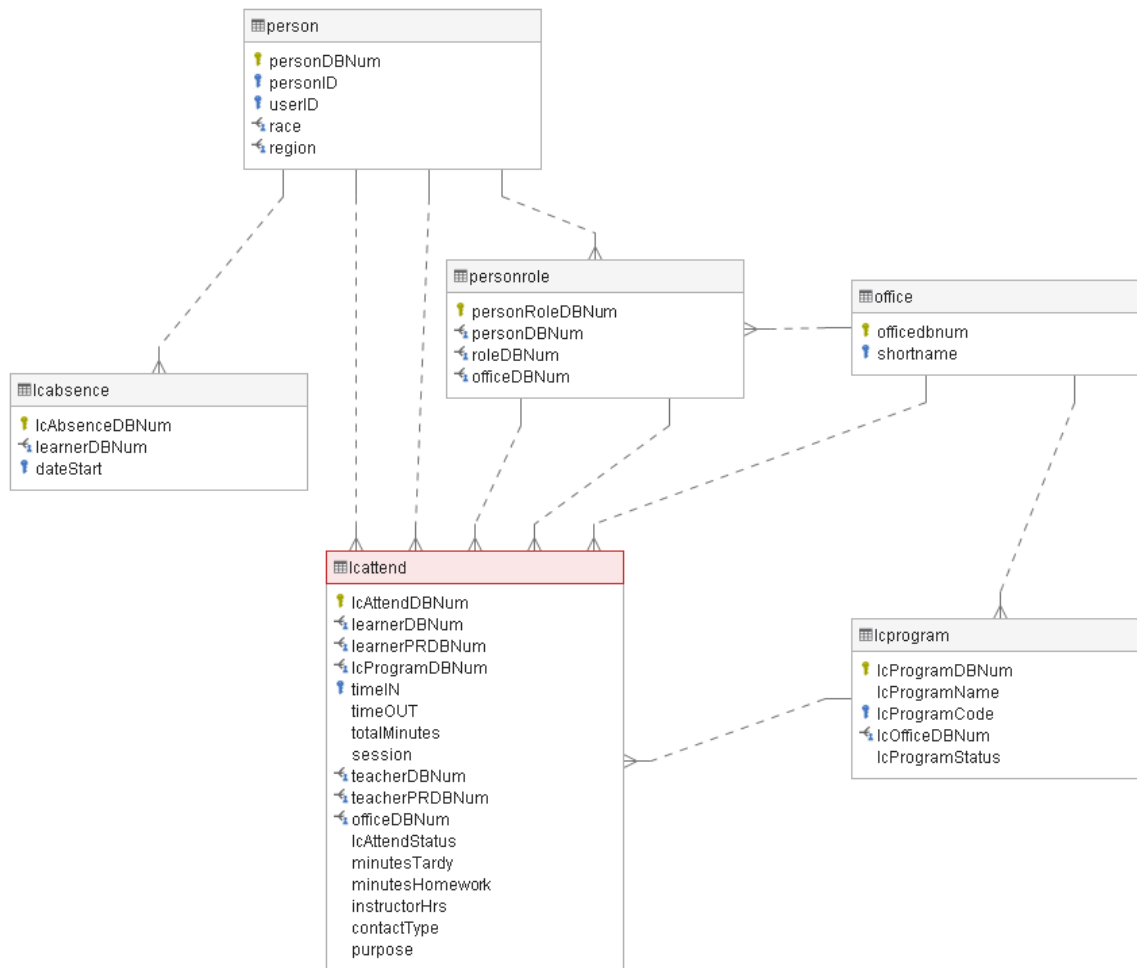 person
personDBNum
personID
userID
race
region
personrole
personRoleDBNum
personDBNum
roleDBNum
officeDBNum
office
officedbnum
shortname
lcabsence
lcAbsenceDBNum
learnerDBNum
dateStart
lcattend
lcAttendDBNum
learnerDBNum
learnerPRDBNum
lcProgramDBNum
timeIN
timeOUT
totalMinutes
session
teacherDBNum
teacherPRDBNum
officeDBNum
lcAttendStatus
minutesTardy
minutesHomework
instructorHrs
contactType
purpose
lcprogram
lcProgramDBNum
lcProgramName
lcProgramCode
lcOfficeDBNum
lcProgramStatus